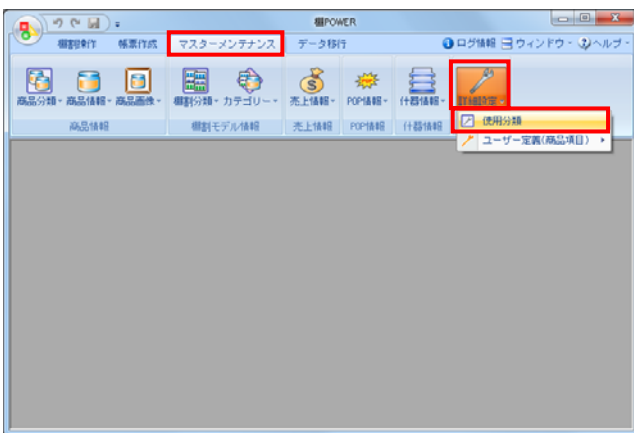 棚POWER
棚割操作 帳票作成 マスターメンテナンス データ移行 ログ情報 ウィンドウ ヘルプ
商品分類 商品情報 商品画像 棚割分類 カテゴリー 売上情報 POP情報 什器情報 詳細設定
商品情報 棚割モデル情報 売上情報 POP情報 什器情報
使用分類
ユーザー定義(商品項目)